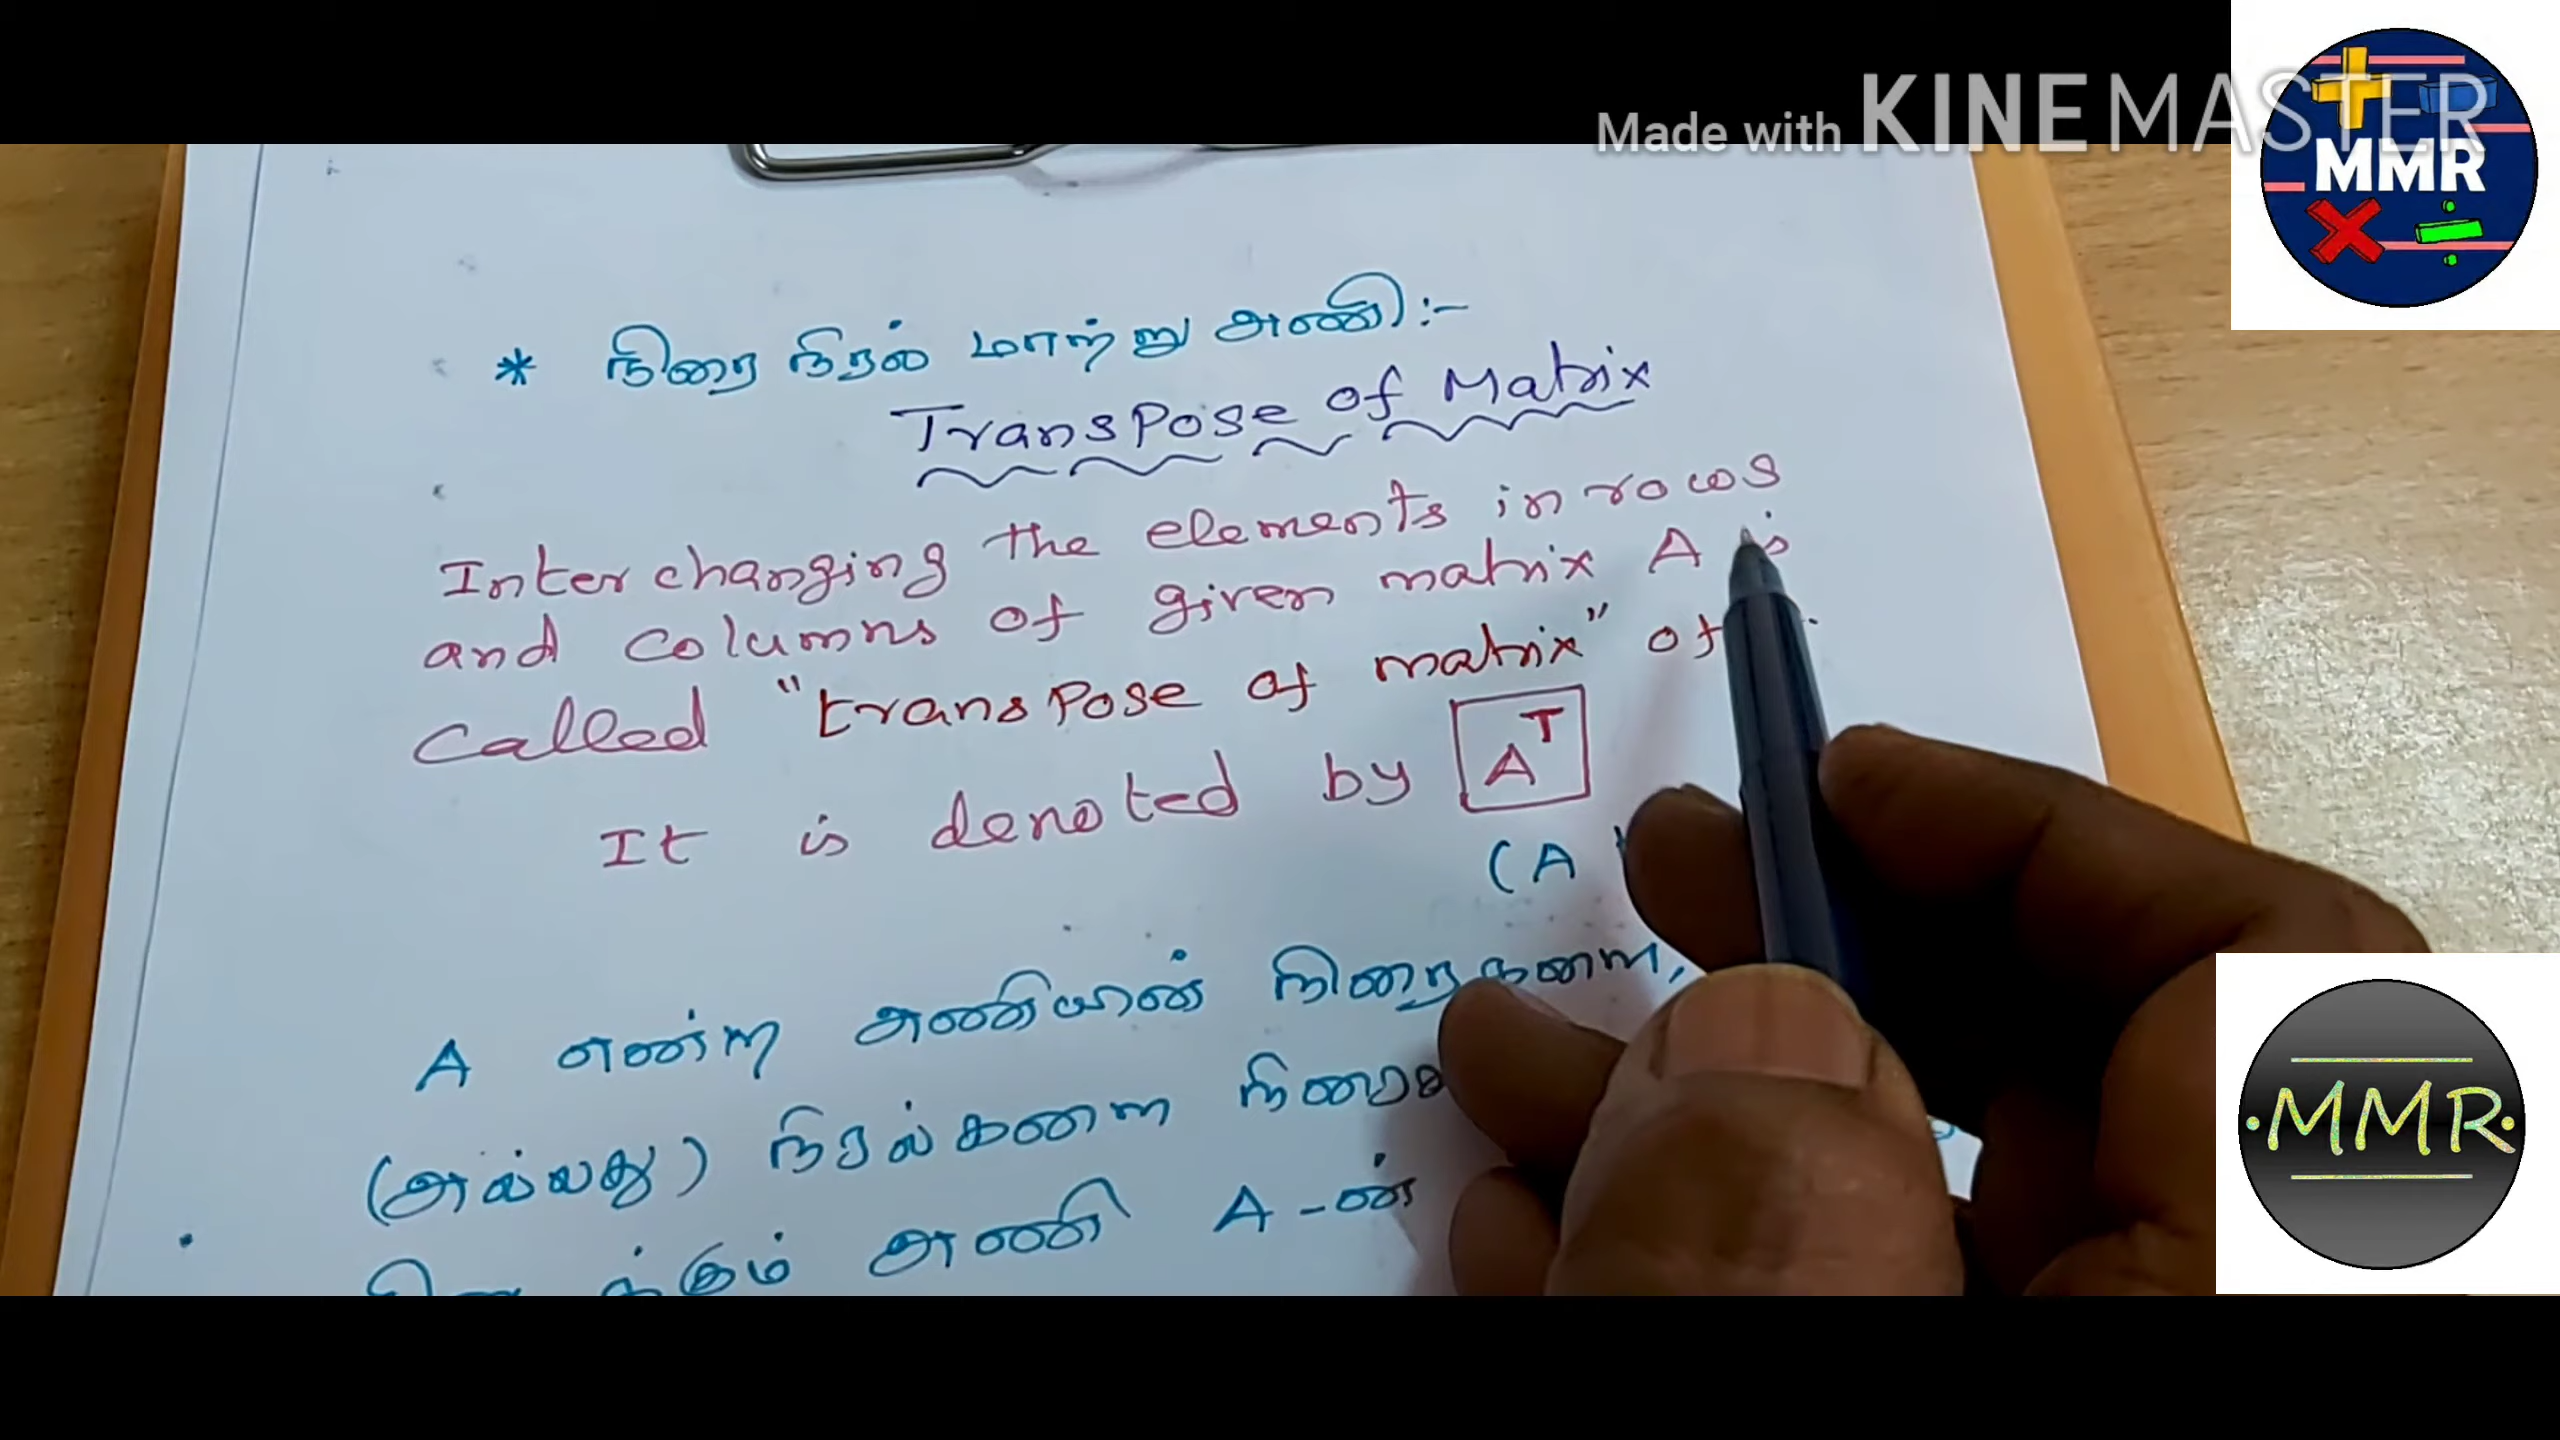 Made with KINEMASTER
MMR
* நிரை நிரல் மாற்று அணி:-
Transpose of Matrix
Interchanging the elements in rows
and columns of given matrix A is
called "transpose of matrix" of
It is denoted by A^T
(A
A என்ற அணியின் நிரைகளை,
(அல்லது) நிரல்களை
அணி A-ன்
MMR